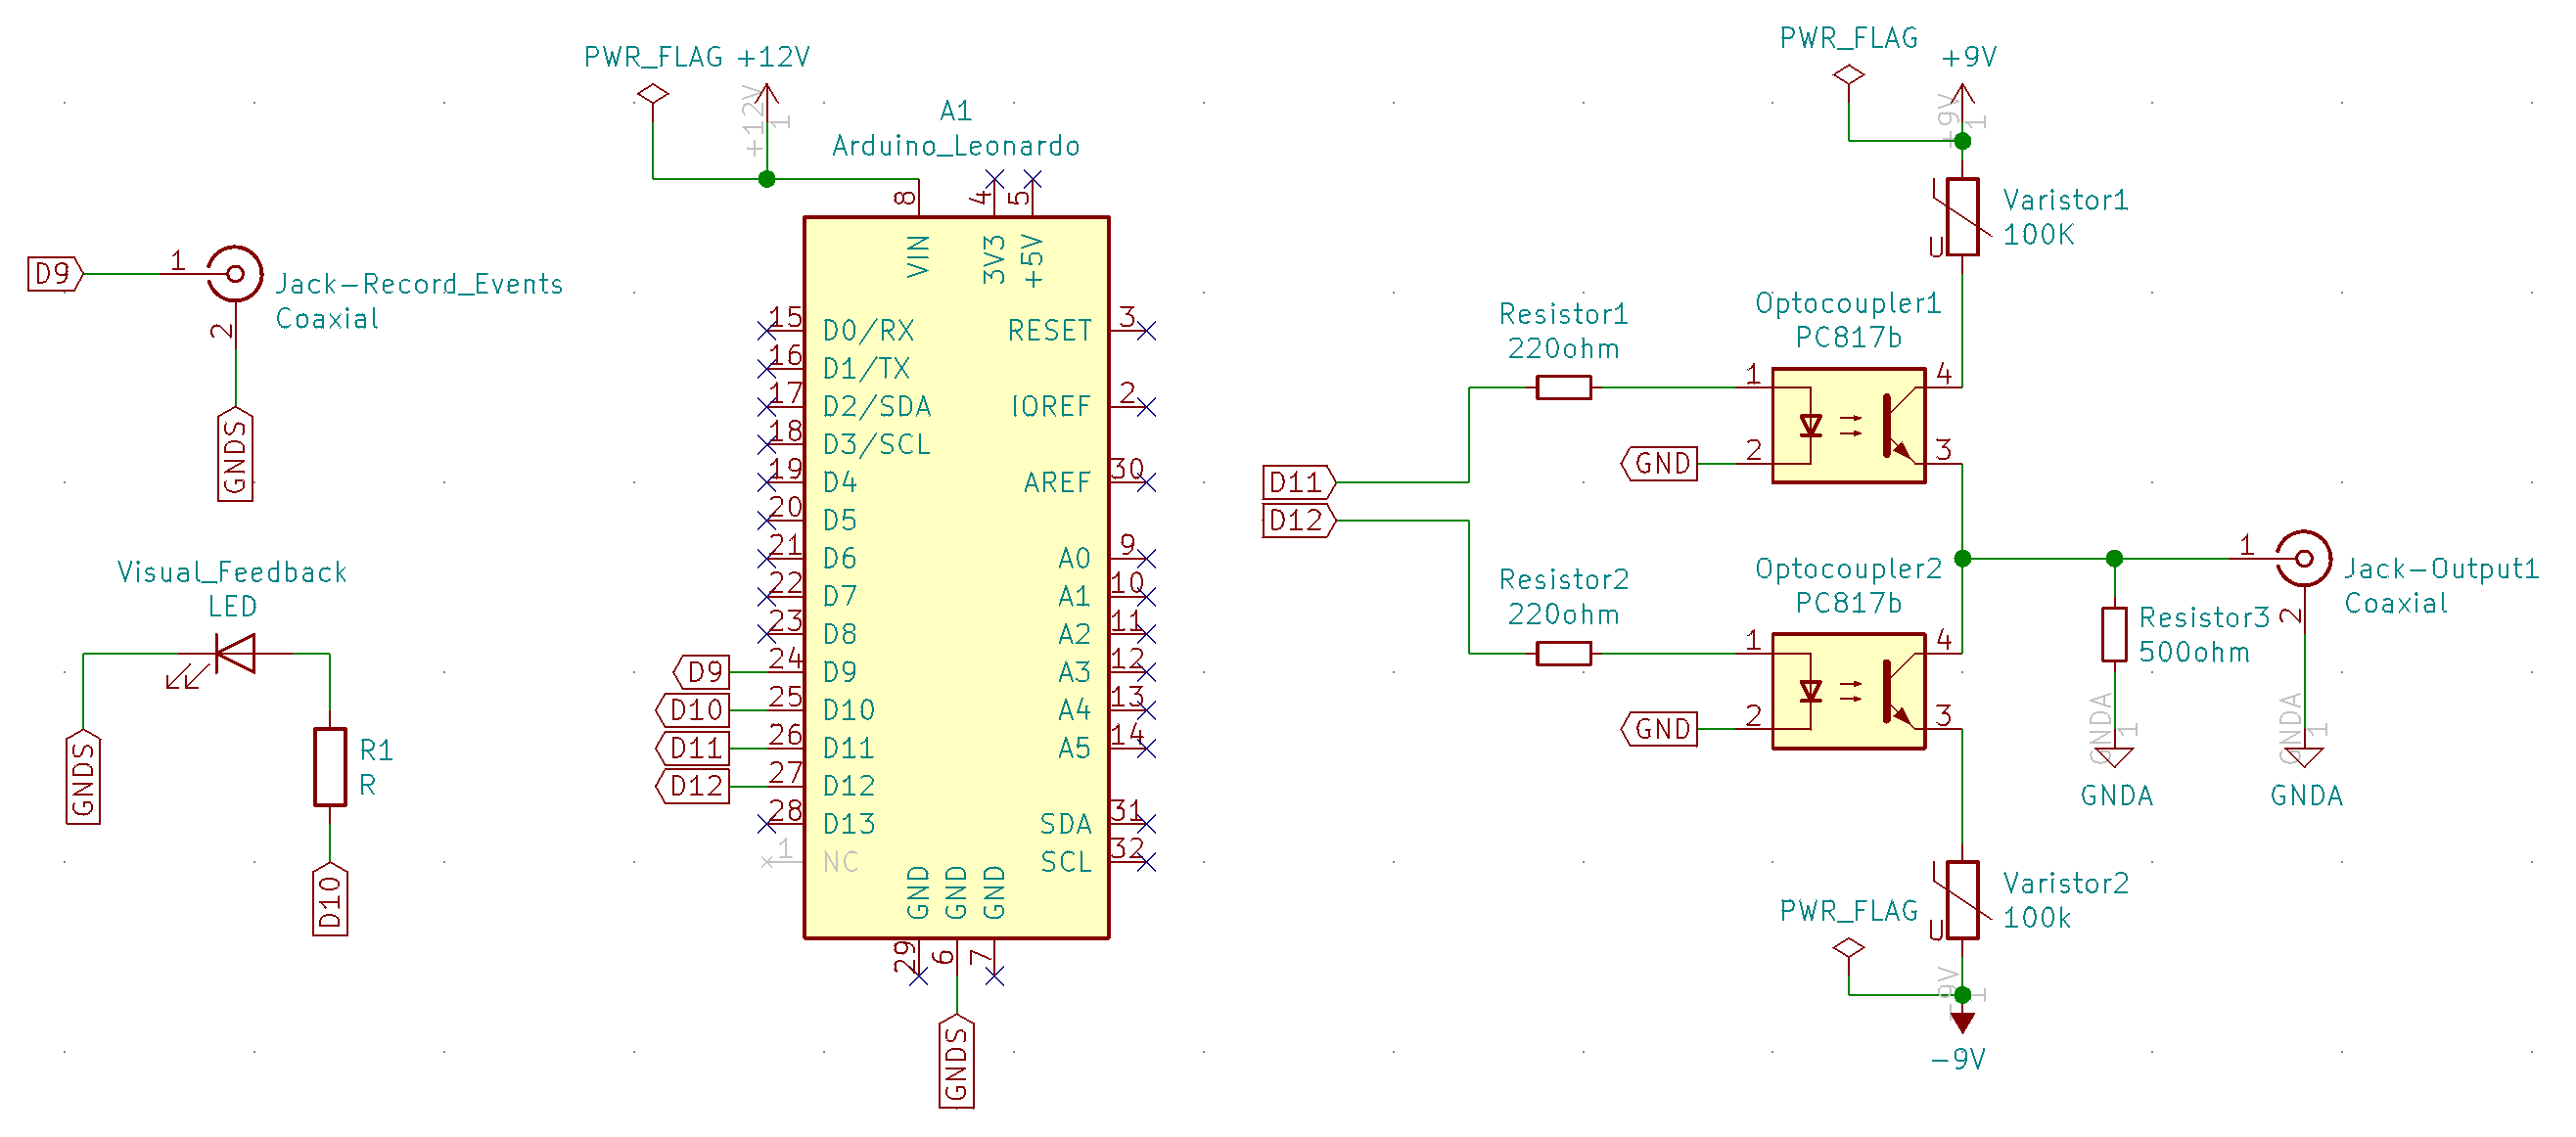 D9
1
2
Jack-Record_Events
Coaxial
GNDS
Visual_Feedback
LED
GNDS
R1
R
D10
PWR_FLAG
+12V
+12V
1
A1
Arduino_Leonardo
8
4
5
VIN
3V3
+5V
15 D0/RX
16 D1/TX
17 D2/SDA
18 D3/SCL
19 D4
20 D5
21 D6
22 D7
23 D8
D9 24 D9
D10 25 D10
D11 26 D11
D12 27 D12
28 D13
1 NC
RESET 3
IOREF 2
AREF 30
A0 9
A1 10
A2 11
A3 12
A4 13
A5 14
SDA 31
SCL 32
GND
GND
GND
29
6
7
GNDS
D11
D12
Resistor1
220ohm
Resistor2
220ohm
PWR_FLAG
+9V
+9V
1
Varistor1
100K
U
Optocoupler1
PC817b
1
2
4
3
GND
Optocoupler2
PC817b
1
2
4
3
GND
1
2
Jack-Output1
Coaxial
Resistor3
500ohm
GNDA
1
GNDA
GNDA
1
GNDA
Varistor2
100k
U
PWR_FLAG
-9V
1
-9V